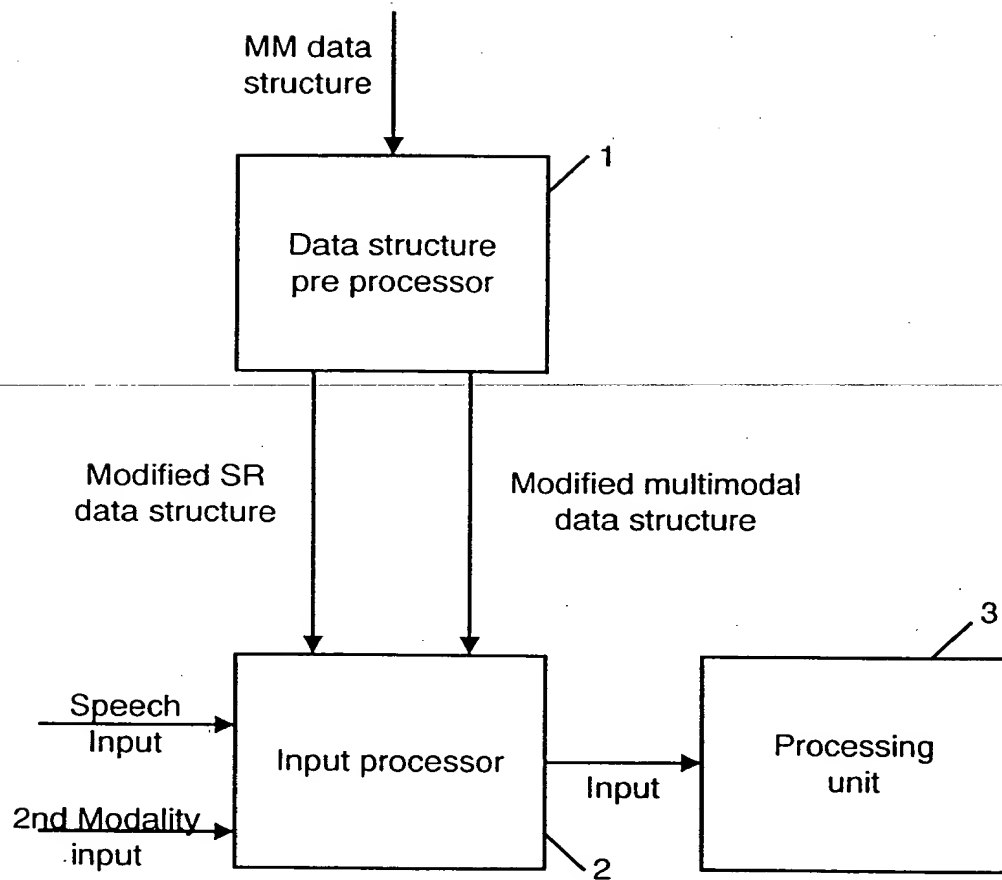 MM data
structure
1
Data structure
pre processor
Modified SR
data structure
Modified multimodal
data structure
3
Speech
Input
Input processor
Input
Processing
unit
2nd Modality
input
2